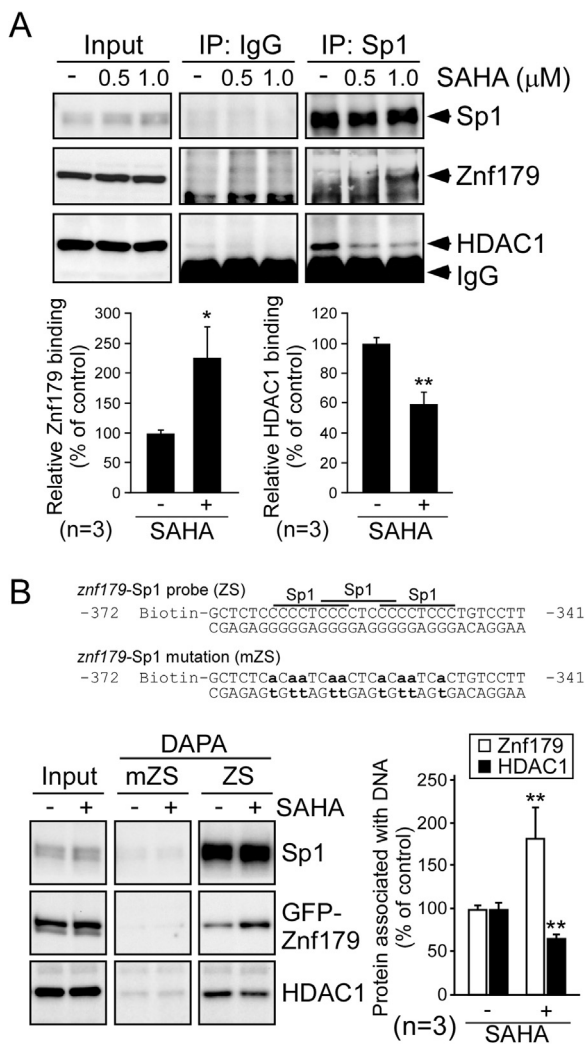 A
Input IP: IgG IP: Sp1
- 0.5 1.0 - 0.5 1.0 - 0.5 1.0 SAHA (μM)
Sp1
Znf179
HDAC1
IgG
Relative Znf179 binding
(% of control)
300
250
200
150
100
50
0
*
- +
(n=3) SAHA
Relative HDAC1 binding
(% of control)
120
100
80
60
40
20
0
**
- +
(n=3) SAHA
B
znf179-Sp1 probe (ZS) Sp1 Sp1 Sp1
-372 Biotin-GCTCTCCCCCTCCCCTCCCCCTCCCTGTCCTT -341
CGAGAGGGGGAGGGGAGGGGGAGGGACAGGAA
znf179-Sp1 mutation (mZS)
-372 Biotin-GCTCTCaCaaTCaaCTCaCaaTCaCTGTCCTT -341
CGAGAGtGttAGttGAGtGttAGtGACAGGAA
DAPA
Input mZS ZS
- + - + - + SAHA
Sp1
GFP-
Znf179
HDAC1
Znf179
HDAC1
Protein associated with DNA
(% of control)
250
200
150
100
50
0
**
**
- +
(n=3) SAHA